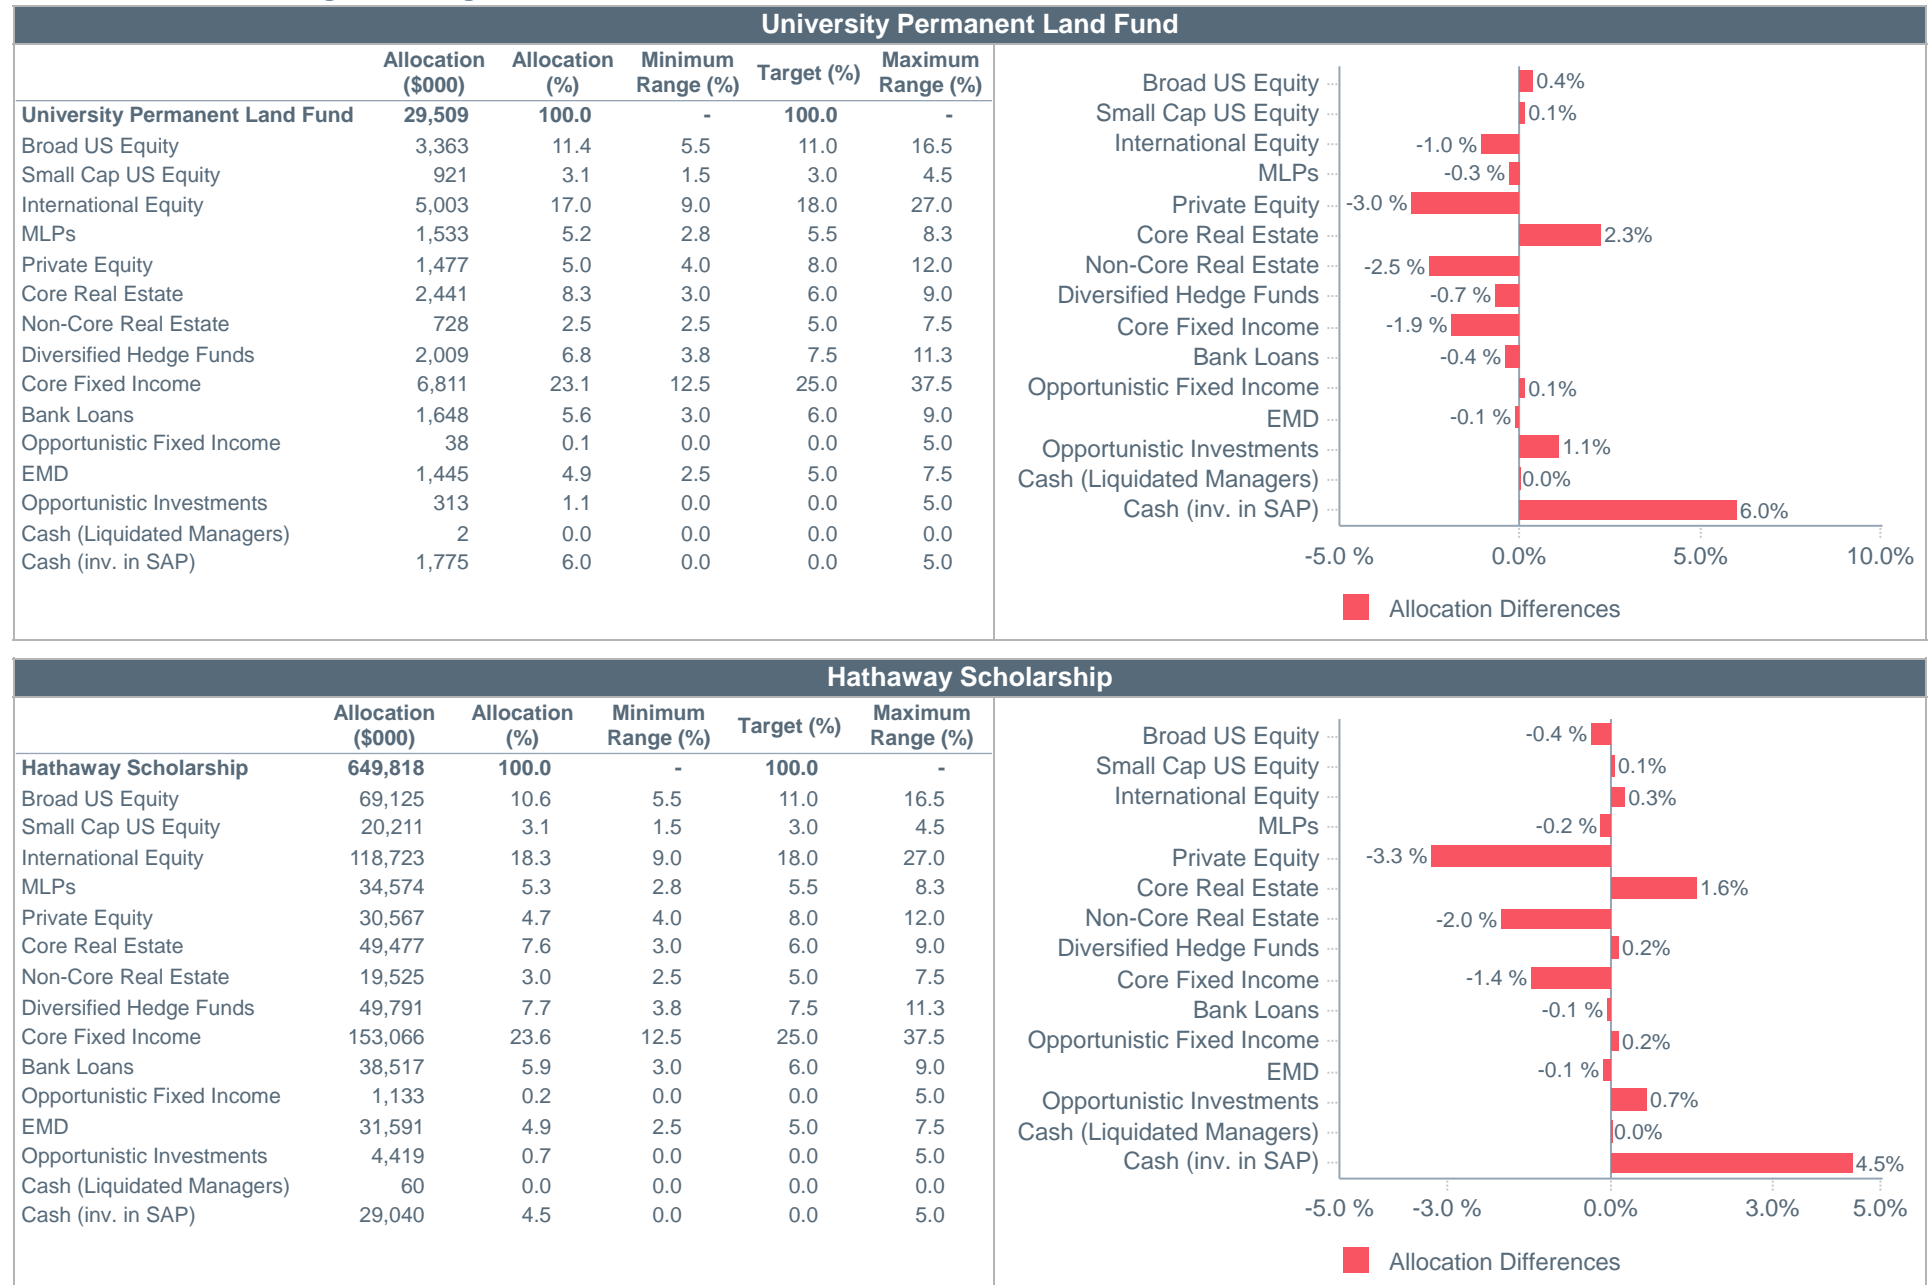 University Permanent Land Fund
Allocation ($000) Allocation (%) Minimum Range (%) Target (%) Maximum Range (%)
University Permanent Land Fund 29,509 100.0 - 100.0 -
Broad US Equity 3,363 11.4 5.5 11.0 16.5
Small Cap US Equity 921 3.1 1.5 3.0 4.5
International Equity 5,003 17.0 9.0 18.0 27.0
MLPs 1,533 5.2 2.8 5.5 8.3
Private Equity 1,477 5.0 4.0 8.0 12.0
Core Real Estate 2,441 8.3 3.0 6.0 9.0
Non-Core Real Estate 728 2.5 2.5 5.0 7.5
Diversified Hedge Funds 2,009 6.8 3.8 7.5 11.3
Core Fixed Income 6,811 23.1 12.5 25.0 37.5
Bank Loans 1,648 5.6 3.0 6.0 9.0
Opportunistic Fixed Income 38 0.1 0.0 0.0 5.0
EMD 1,445 4.9 2.5 5.0 7.5
Opportunistic Investments 313 1.1 0.0 0.0 5.0
Cash (Liquidated Managers) 2 0.0 0.0 0.0 0.0
Cash (inv. in SAP) 1,775 6.0 0.0 0.0 5.0
Broad US Equity 0.4%
Small Cap US Equity 0.1%
International Equity -1.0 %
MLPs -0.3 %
Private Equity -3.0 %
Core Real Estate 2.3%
Non-Core Real Estate -2.5 %
Diversified Hedge Funds -0.7 %
Core Fixed Income -1.9 %
Bank Loans -0.4 %
Opportunistic Fixed Income 0.1%
EMD -0.1 %
Opportunistic Investments 1.1%
Cash (Liquidated Managers) 0.0%
Cash (inv. in SAP) 6.0%
-5.0 % 0.0% 5.0% 10.0%
Allocation Differences
Hathaway Scholarship
Allocation ($000) Allocation (%) Minimum Range (%) Target (%) Maximum Range (%)
Hathaway Scholarship 649,818 100.0 - 100.0 -
Broad US Equity 69,125 10.6 5.5 11.0 16.5
Small Cap US Equity 20,211 3.1 1.5 3.0 4.5
International Equity 118,723 18.3 9.0 18.0 27.0
MLPs 34,574 5.3 2.8 5.5 8.3
Private Equity 30,567 4.7 4.0 8.0 12.0
Core Real Estate 49,477 7.6 3.0 6.0 9.0
Non-Core Real Estate 19,525 3.0 2.5 5.0 7.5
Diversified Hedge Funds 49,791 7.7 3.8 7.5 11.3
Core Fixed Income 153,066 23.6 12.5 25.0 37.5
Bank Loans 38,517 5.9 3.0 6.0 9.0
Opportunistic Fixed Income 1,133 0.2 0.0 0.0 5.0
EMD 31,591 4.9 2.5 5.0 7.5
Opportunistic Investments 4,419 0.7 0.0 0.0 5.0
Cash (Liquidated Managers) 60 0.0 0.0 0.0 0.0
Cash (inv. in SAP) 29,040 4.5 0.0 0.0 5.0
Broad US Equity -0.4 %
Small Cap US Equity 0.1%
International Equity 0.3%
MLPs -0.2 %
Private Equity -3.3 %
Core Real Estate 1.6%
Non-Core Real Estate -2.0 %
Diversified Hedge Funds 0.2%
Core Fixed Income -1.4 %
Bank Loans -0.1 %
Opportunistic Fixed Income 0.2%
EMD -0.1 %
Opportunistic Investments 0.7%
Cash (Liquidated Managers) 0.0%
Cash (inv. in SAP) 4.5%
-5.0 % -3.0 % 0.0% 3.0% 5.0%
Allocation Differences